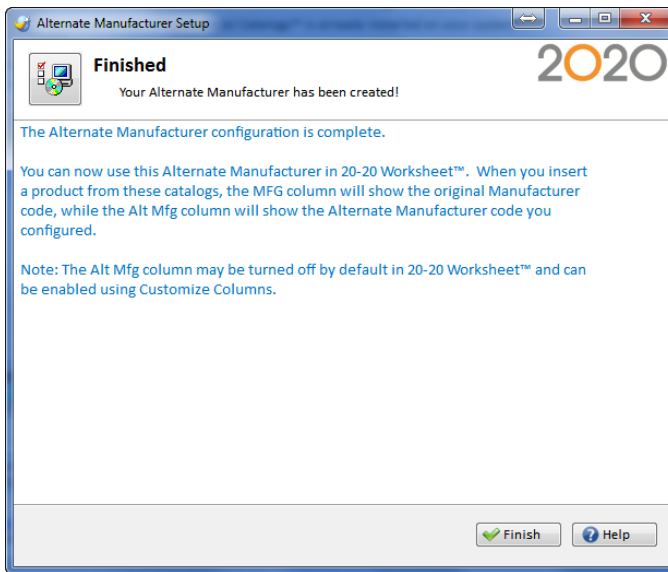 Alternate Manufacturer Setup
Finished
2020
Your Alternate Manufacturer has been created!
The Alternate Manufacturer configuration is complete.
You can now use this Alternate Manufacturer in 20-20 Worksheet™. When you insert
a product from these catalogs, the MFG column will show the original Manufacturer
code, while the Alt Mfg column will show the Alternate Manufacturer code you
configured.
Note: The Alt Mfg column may be turned off by default in 20-20 Worksheet™ and can
be enabled using Customize Columns.
Finish
Help